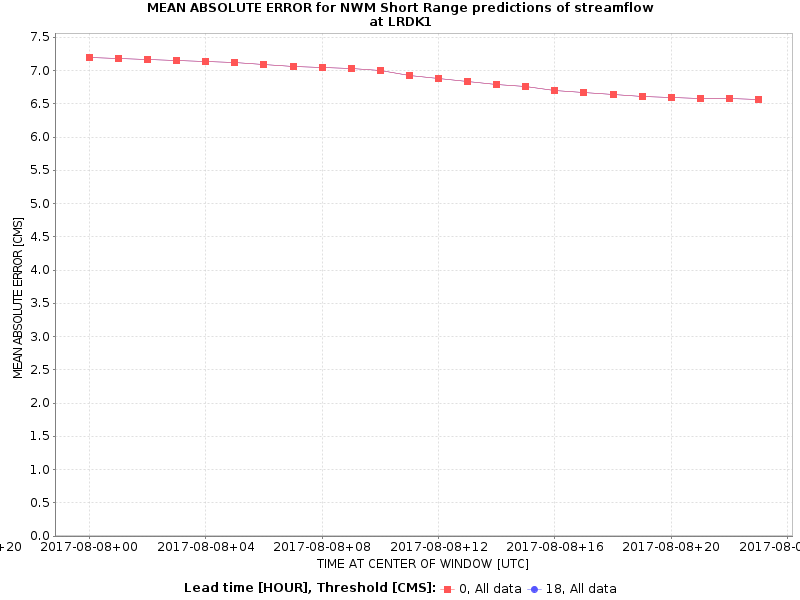 MEAN ABSOLUTE ERROR for NWM Short Range predictions of streamflow
at LRDK1
7.5
7.0
6.5
6.0
5.5
5.0
4.5
4.0
3.5
3.0
2.5
2.0
1.5
1.0
0.5
0.0
MEAN ABSOLUTE ERROR [CMS]
+20 2017-08-08+00 2017-08-08+04 2017-08-08+08 2017-08-08+12 2017-08-08+16 2017-08-08+20 2017-08-0
TIME AT CENTER OF WINDOW [UTC]
Lead time [HOUR], Threshold [CMS]: 0, All data 18, All data